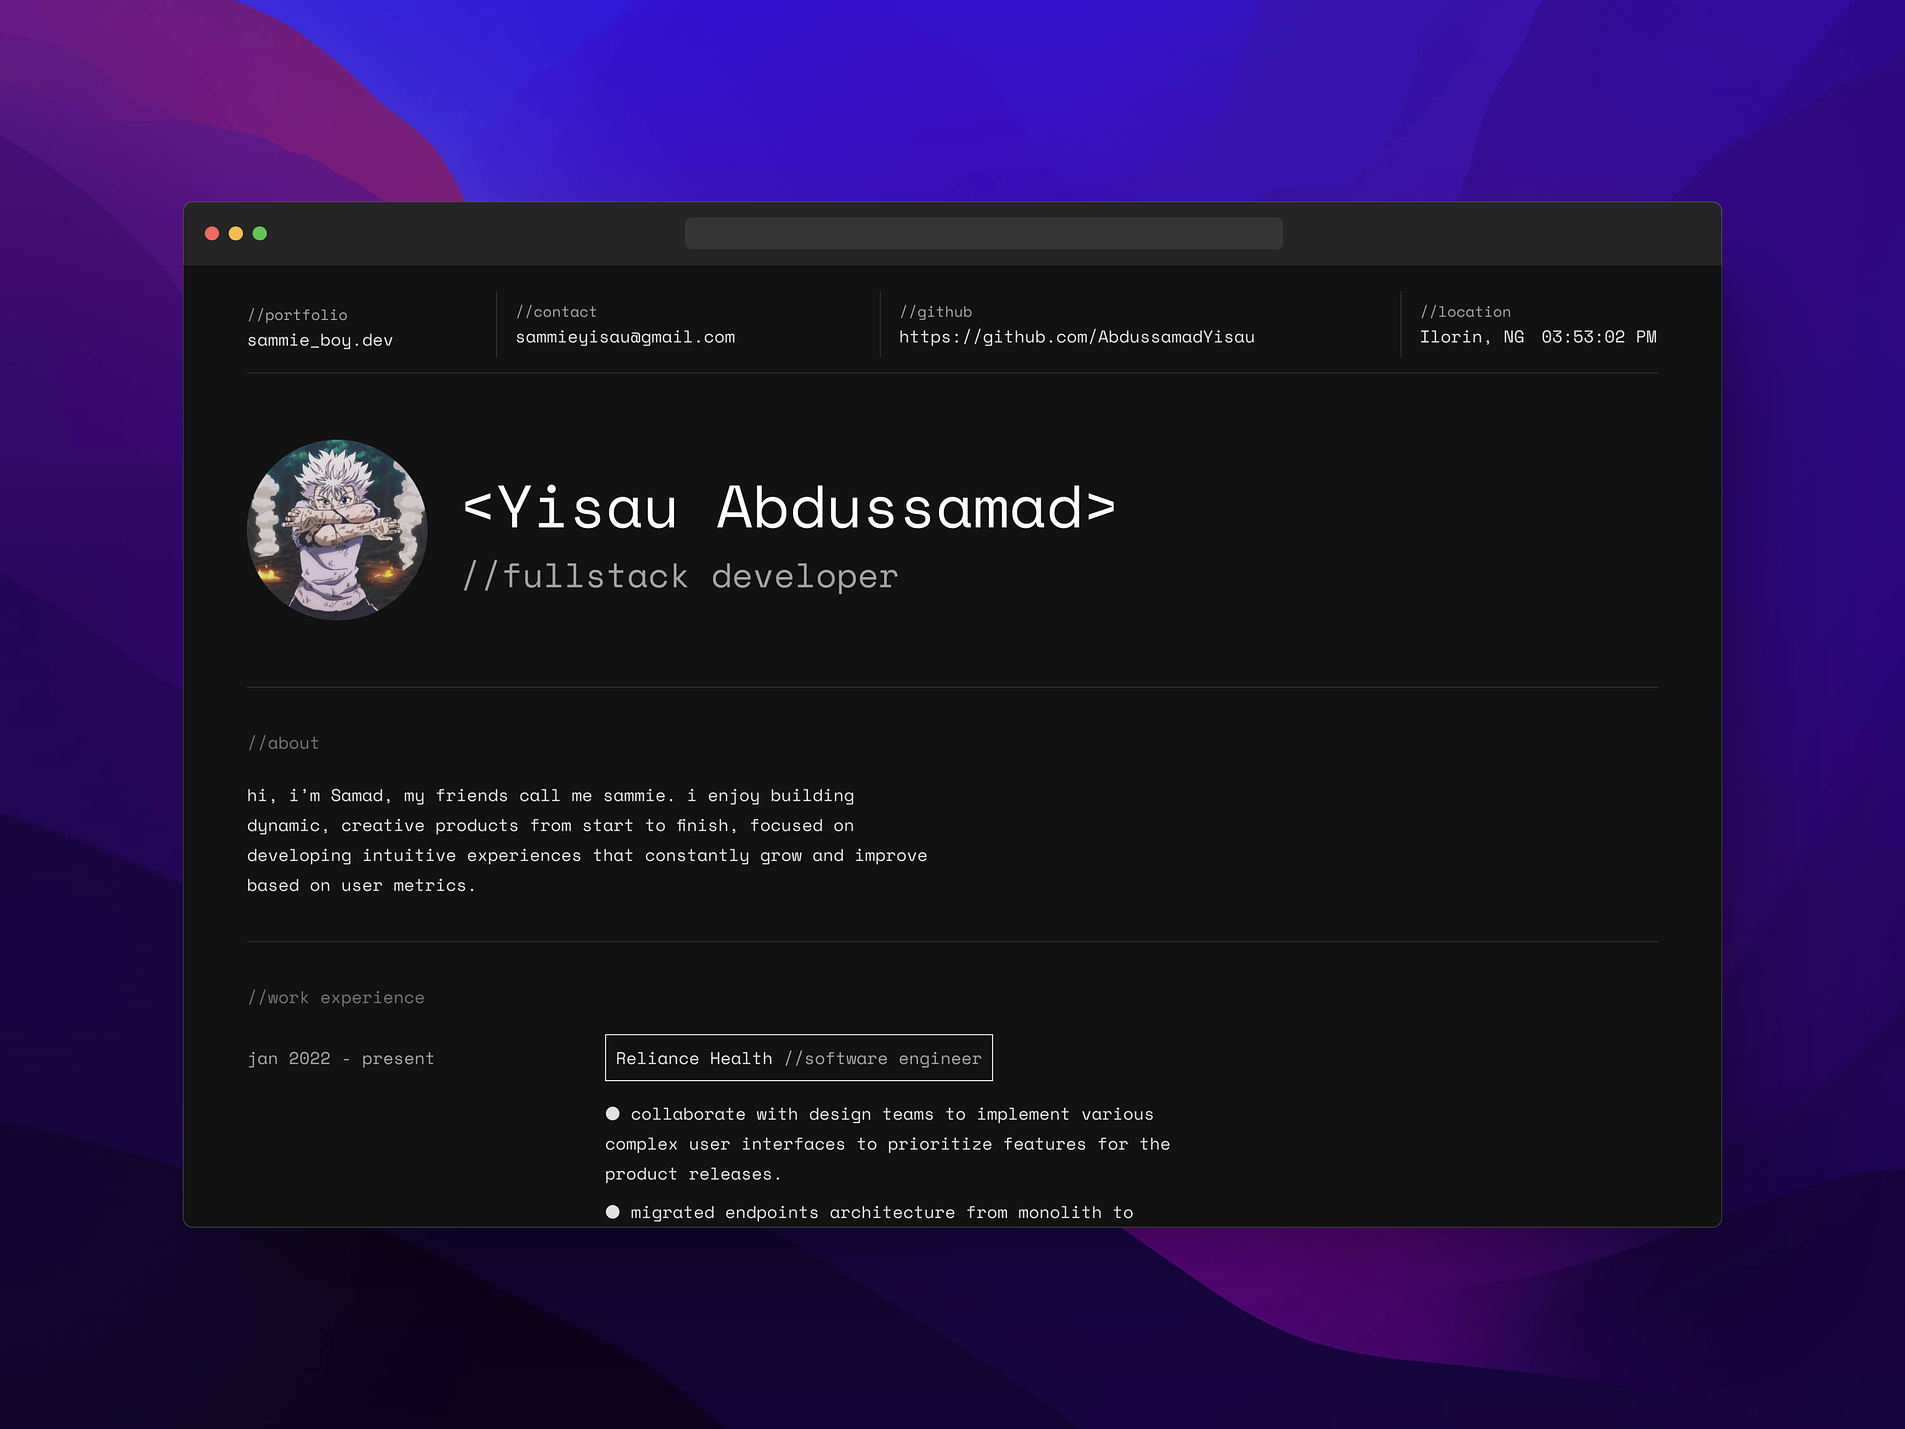 //portfolio
sammie_boy.dev
//contact
sammieyisau@gmail.com
//github
https://github.com/AbdussamadYisau
//location
Ilorin, NG 03:53:02 PM
<Yisau Abdussamad>
//fullstack developer
//about
hi, i’m Samad, my friends call me sammie. i enjoy building
dynamic, creative products from start to finish, focused on
developing intuitive experiences that constantly grow and improve
based on user metrics.
//work experience
jan 2022 - present
Reliance Health //software engineer
● collaborate with design teams to implement various
complex user interfaces to prioritize features for the
product releases.
● migrated endpoints architecture from monolith to